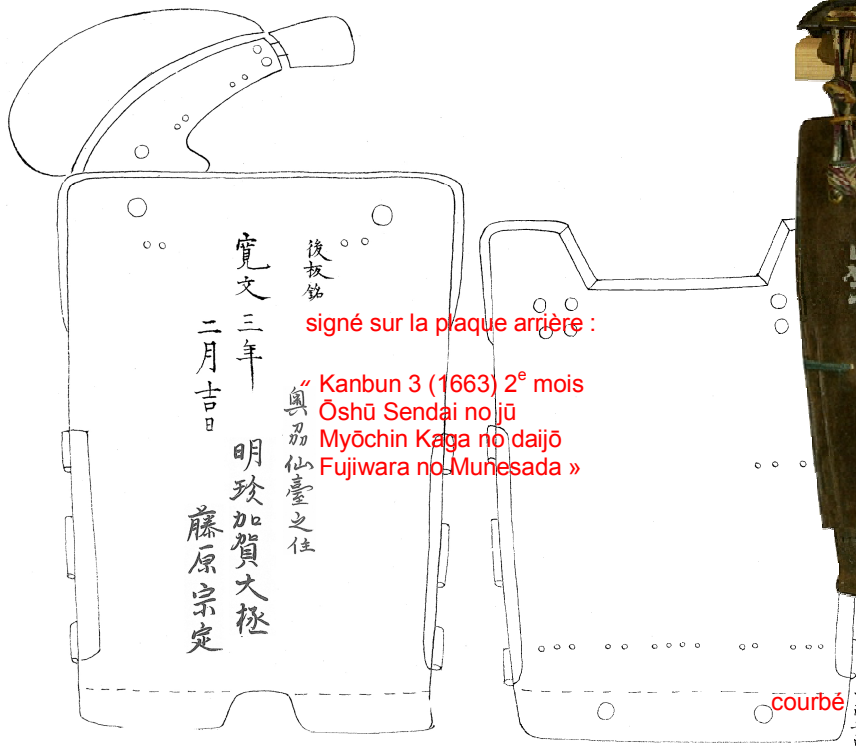 後板銘
寛文三年
二月吉日
奥刕仙臺之住
明珍加賀大極
藤原宗定
signé sur la plaque arrière :
« Kanbun 3 (1663) 2e mois
Ōshū Sendai no jū
Myōchin Kaga no daijō
Fujiwara no Munesada »
courbé